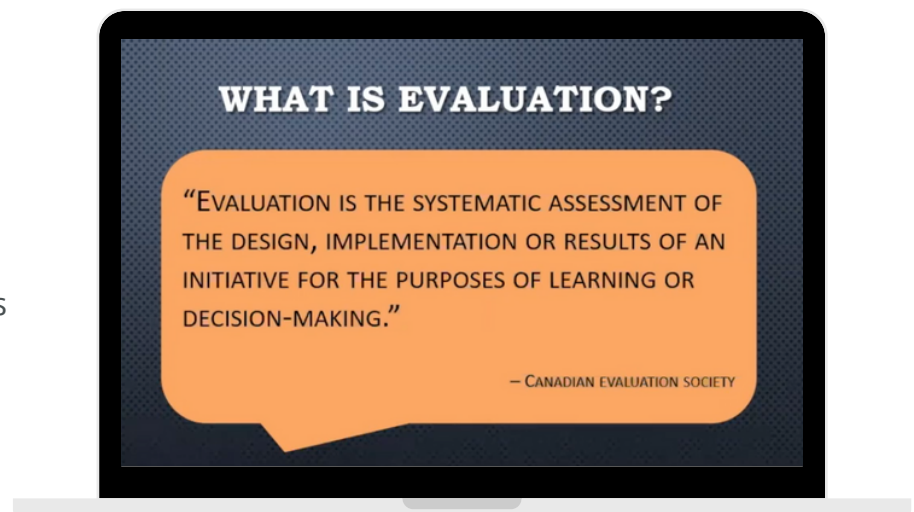 WHAT IS EVALUATION?
“EVALUATION IS THE SYSTEMATIC ASSESSMENT OF
THE DESIGN, IMPLEMENTATION OR RESULTS OF AN
INITIATIVE FOR THE PURPOSES OF LEARNING OR
DECISION-MAKING.”
– CANADIAN EVALUATION SOCIETY